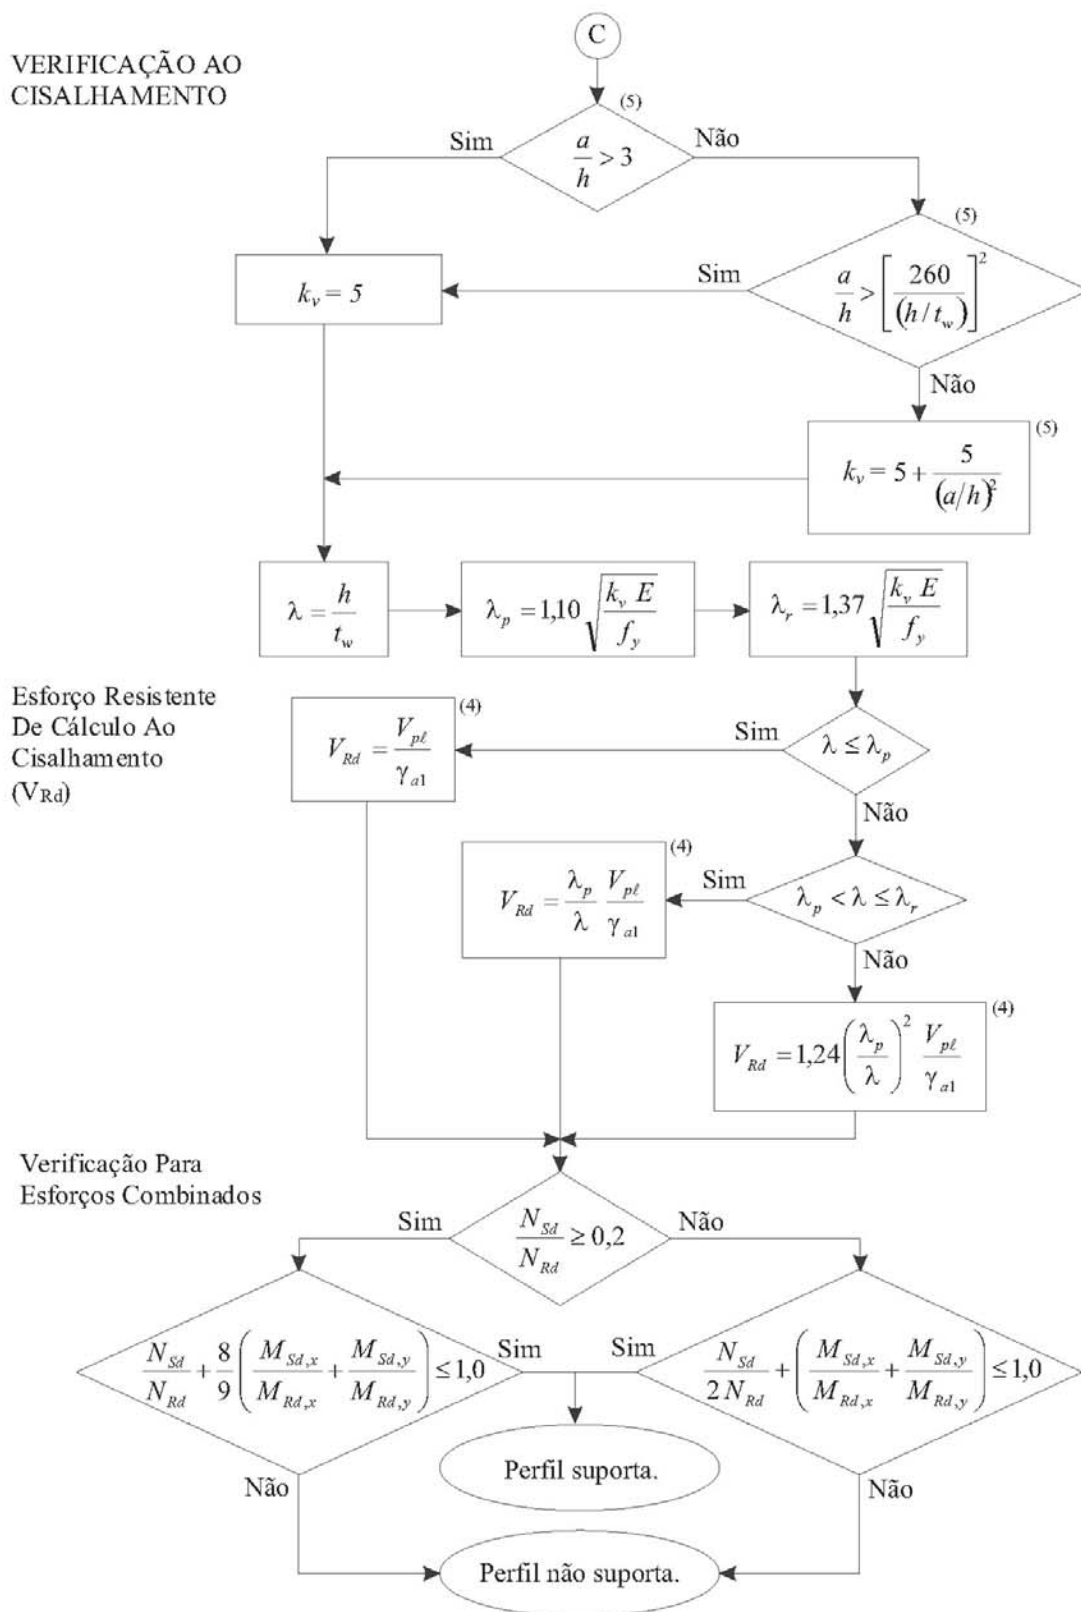 C
VERIFICAÇÃO AO
CISALHAMENTO
(5)
Sim
a/h > 3
Não
(5)
k_v = 5
Sim
a/h > [260/(h/t_w)]²
Não
(5)
k_v = 5 + 5/(a/h)²
λ = h/t_w
λ_p = 1,10 √(k_v E/f_y)
λ_r = 1,37 √(k_v E/f_y)
Esforço Resistente
De Cálculo Ao
Cisalhamento
(V_Rd)
(4)
V_Rd = V_pℓ/γ_a1
Sim
λ ≤ λ_p
Não
(4)
V_Rd = λ_p/λ V_pℓ/γ_a1
Sim
λ_p < λ ≤ λ_r
Não
(4)
V_Rd = 1,24 (λ_p/λ)² V_pℓ/γ_a1
Verificação Para
Esforços Combinados
Sim
N_Sd/N_Rd ≥ 0,2
Não
N_Sd/N_Rd + 8/9 (M_Sd,x/M_Rd,x + M_Sd,y/M_Rd,y) ≤ 1,0
Sim
Sim
N_Sd/2 N_Rd + (M_Sd,x/M_Rd,x + M_Sd,y/M_Rd,y) ≤ 1,0
Não
Perfil suporta.
Não
Perfil não suporta.